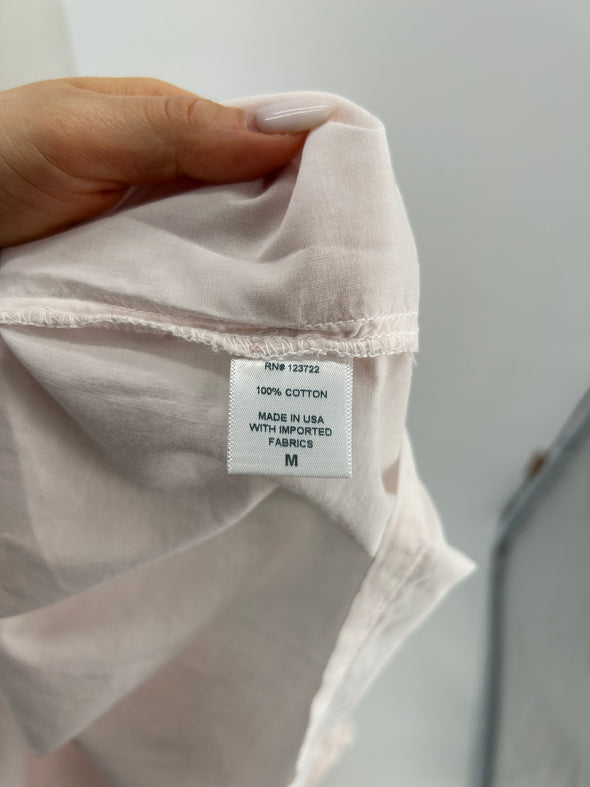 RN# 123722
100% COTTON
MADE IN USA
WITH IMPORTED
FABRICS
M